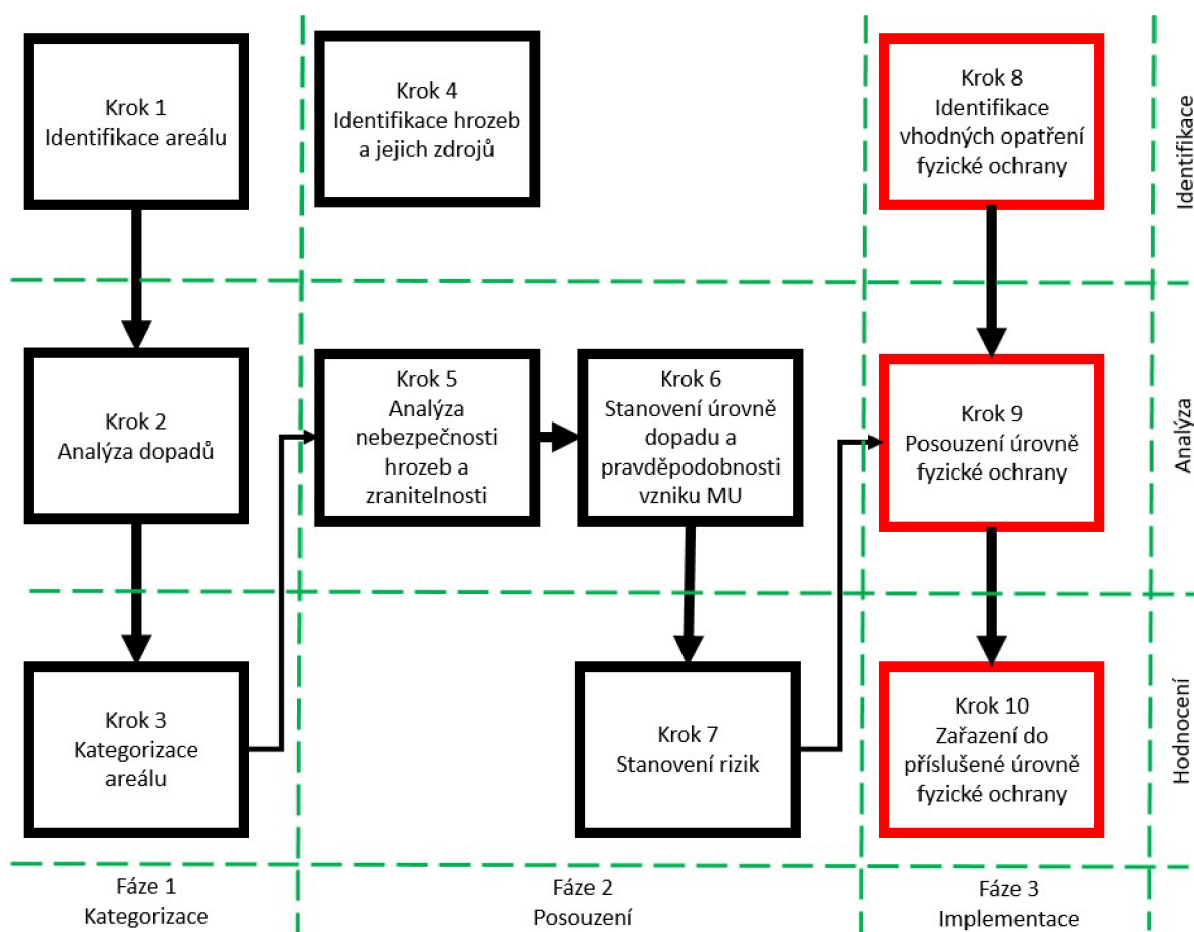 Krok 1
Identifikace areálu
Krok 4
Identifikace hrozeb
a jejich zdrojů
Krok 8
Identifikace
vhodných opatření
fyzické ochrany
Identifikace
Krok 2
Analýza dopadů
Krok 5
Analýza
nebezpečnosti
hrozeb a
zranitelnosti
Krok 6
Stanovení úrovně
dopadu a
pravděpodobnosti
vzniku MU
Krok 9
Posouzení úrovně
fyzické ochrany
Analýza
Krok 3
Kategorizace
areálu
Krok 7
Stanovení rizik
Krok 10
Zařazení do
příslušené úrovně
fyzické ochrany
Hodnocení
Fáze 1
Kategorizace
Fáze 2
Posouzení
Fáze 3
Implementace